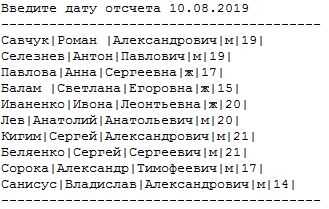 Введите дату отсчета 10.08.2019
----------------------------------------
Савчук|Роман |Александрович|м|19|
Селезнев|Антон|Павлович|м|19|
Павлова|Анна|Сергеевна|ж|17|
Валам |Светлана|Егоровна|ж|15|
Иваненко|Ивона|Леонтьевна|ж|20|
Лев|Анатолий|Анатольевич|м|20|
Кигим|Сергей|Александрович|м|21|
Беляенко|Сергей|Сергеевич|м|21|
Сорока|Александр|Тимофеевич|м|17|
Санисус|Владислав|Александрович|м|14|
----------------------------------------